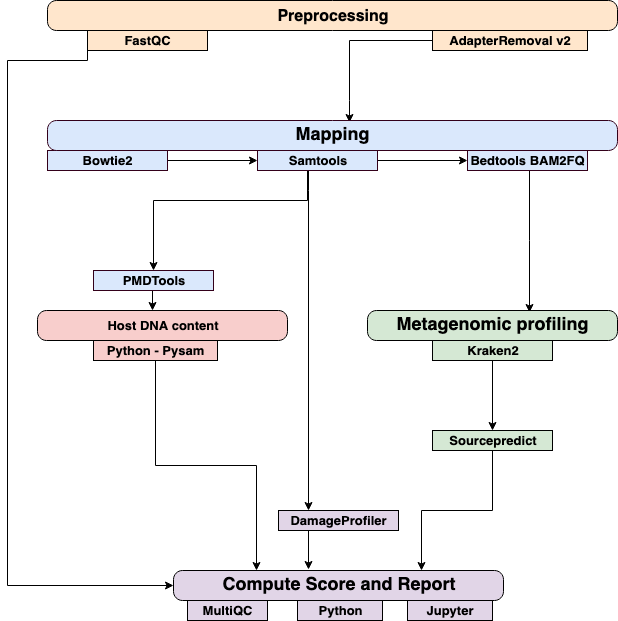 Preprocessing
FastQC
AdapterRemoval v2
Mapping
Bowtie2
Samtools
Bedtools BAM2FQ
PMDTools
Host DNA content
Python - Pysam
Metagenomic profiling
Kraken2
Sourcepredict
DamageProfiler
Compute Score and Report
MultiQC
Python
Jupyter